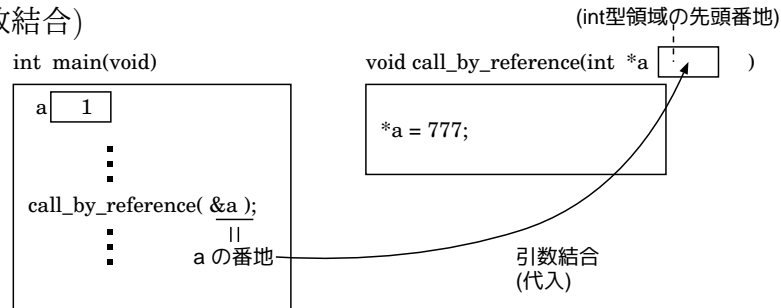 数結合)
(int型領域の先頭番地)
int main(void)
void call_by_reference(int *a )
a 1
*a = 777;
call_by_reference( &a );
a の番地
引数結合
(代入)